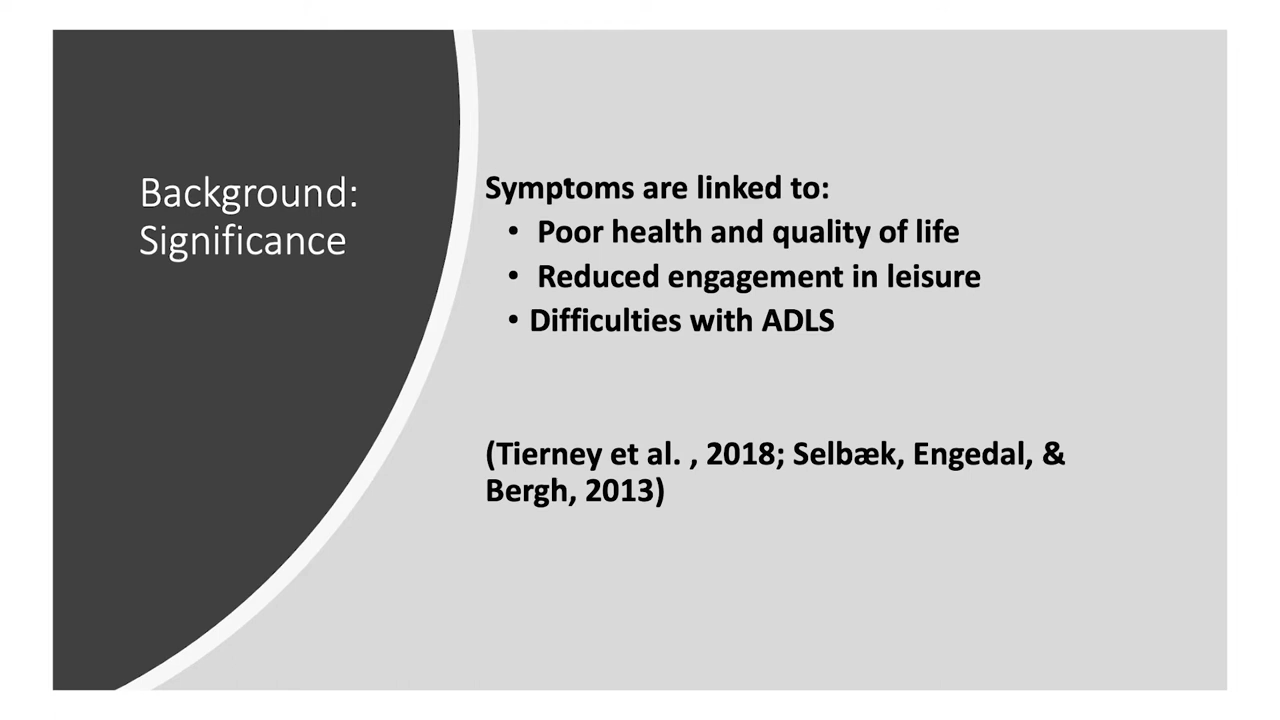 Background:
Significance
Symptoms are linked to:
• Poor health and quality of life
• Reduced engagement in leisure
• Difficulties with ADLS
(Tierney et al. , 2018; Selbæk, Engedal, &
Bergh, 2013)